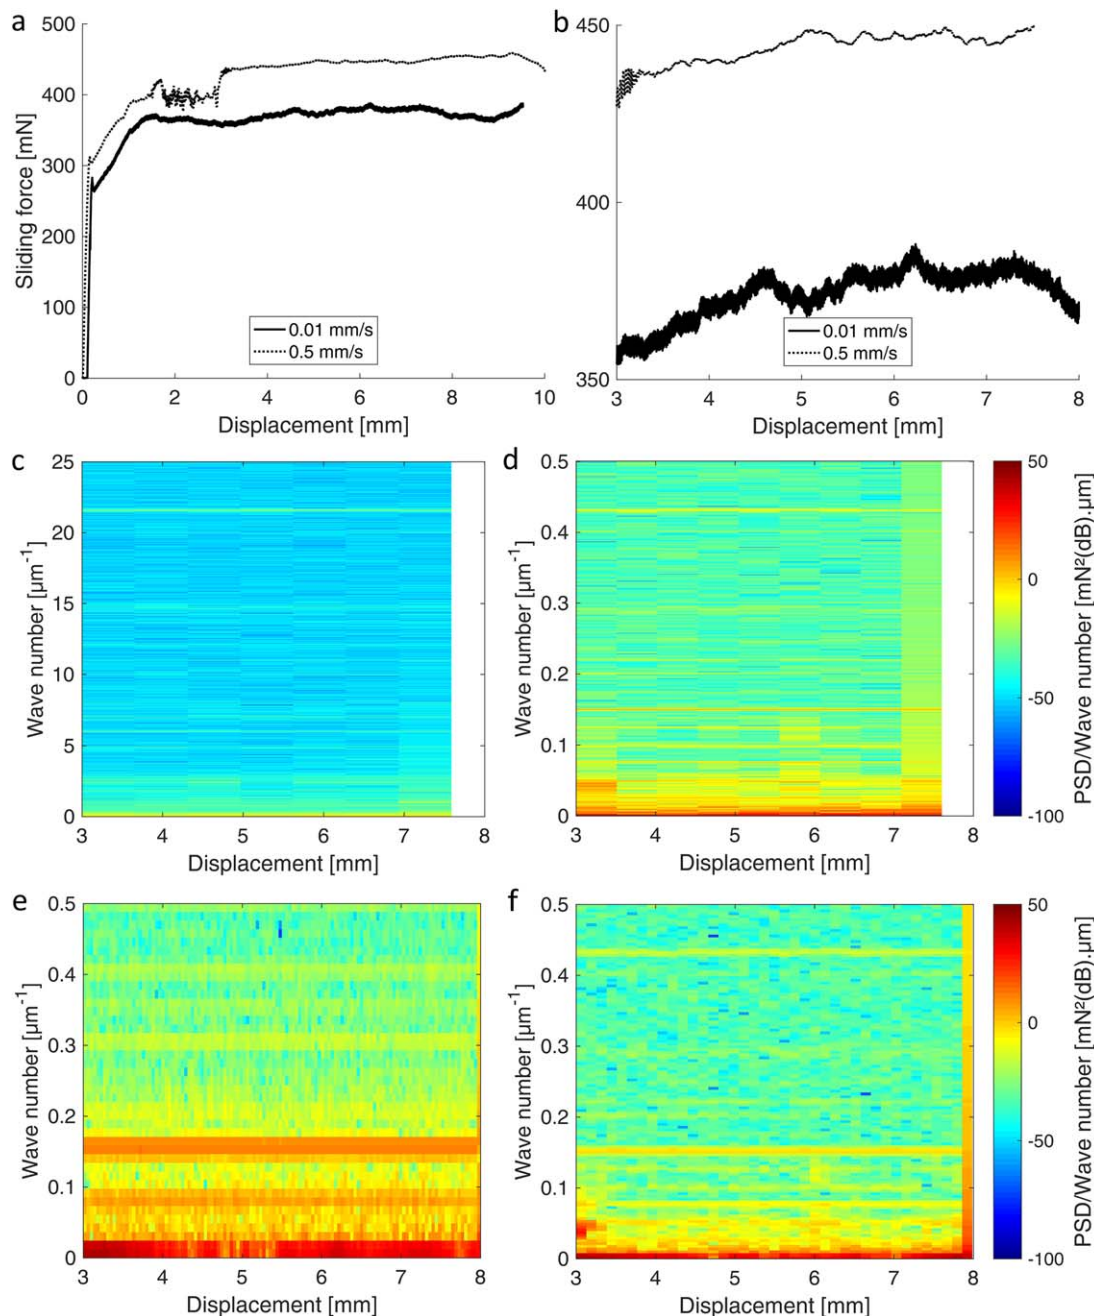 a
500
400
300
200
100
0
Sliding force [mN]
0.01 mm/s
0.5 mm/s
0 2 4 6 8 10
Displacement [mm]
b
450
400
350
0.01 mm/s
0.5 mm/s
3 4 5 6 7 8
Displacement [mm]
c
25
20
15
10
5
0
Wave number [µm⁻¹]
3 4 5 6 7 8
Displacement [mm]
d
0.5
0.4
0.3
0.2
0.1
0
Wave number [µm⁻¹]
3 4 5 6 7 8
Displacement [mm]
50
0
-50
-100
PSD/Wave number [mN²(dB).µm]
e
0.5
0.4
0.3
0.2
0.1
0
Wave number [µm⁻¹]
3 4 5 6 7 8
Displacement [mm]
f
0.5
0.4
0.3
0.2
0.1
0
Wave number [µm⁻¹]
3 4 5 6 7 8
Displacement [mm]
50
0
-50
-100
PSD/Wave number [mN²(dB).µm]